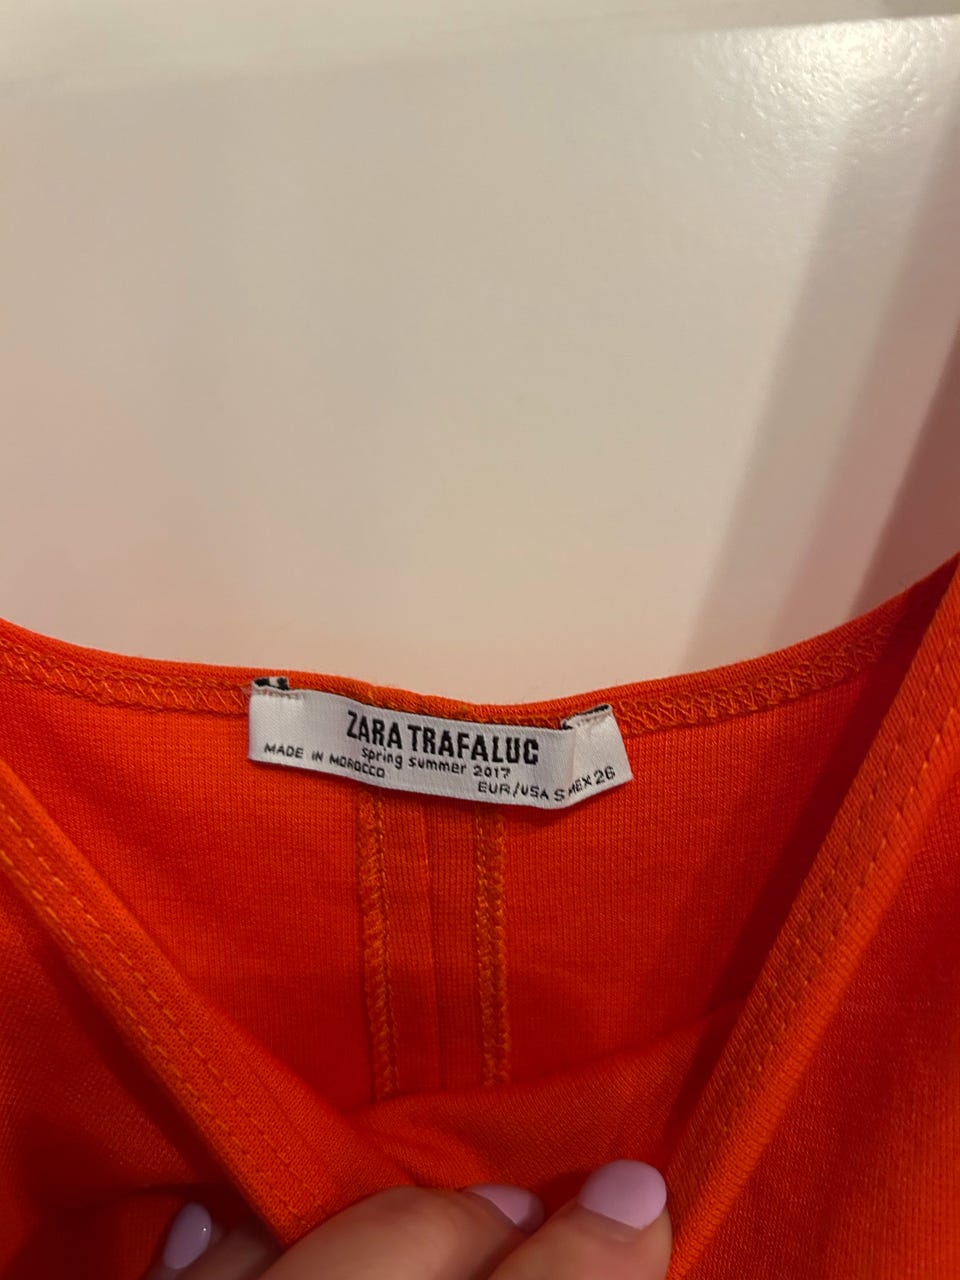 ZARA TRAFALUC
spring summer 2017
MADE IN MOROCCO
EUR/USA S MEX 26